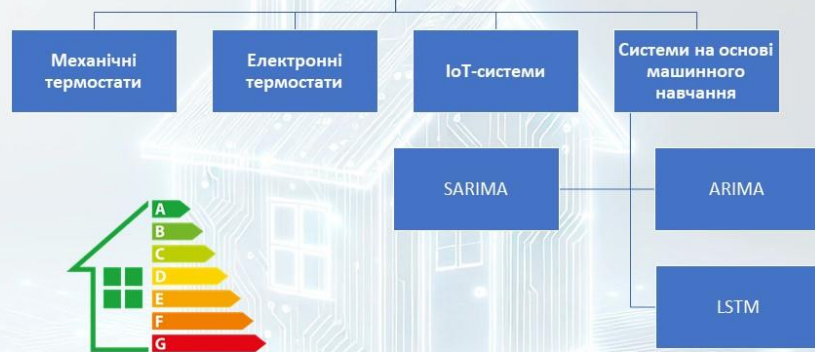 Механічні
термостати
Електронні
термостати
IoT-системи
Системи на основі
машинного
навчання
SARIMA
ARIMA
LSTM
A
B
C
D
E
F
G